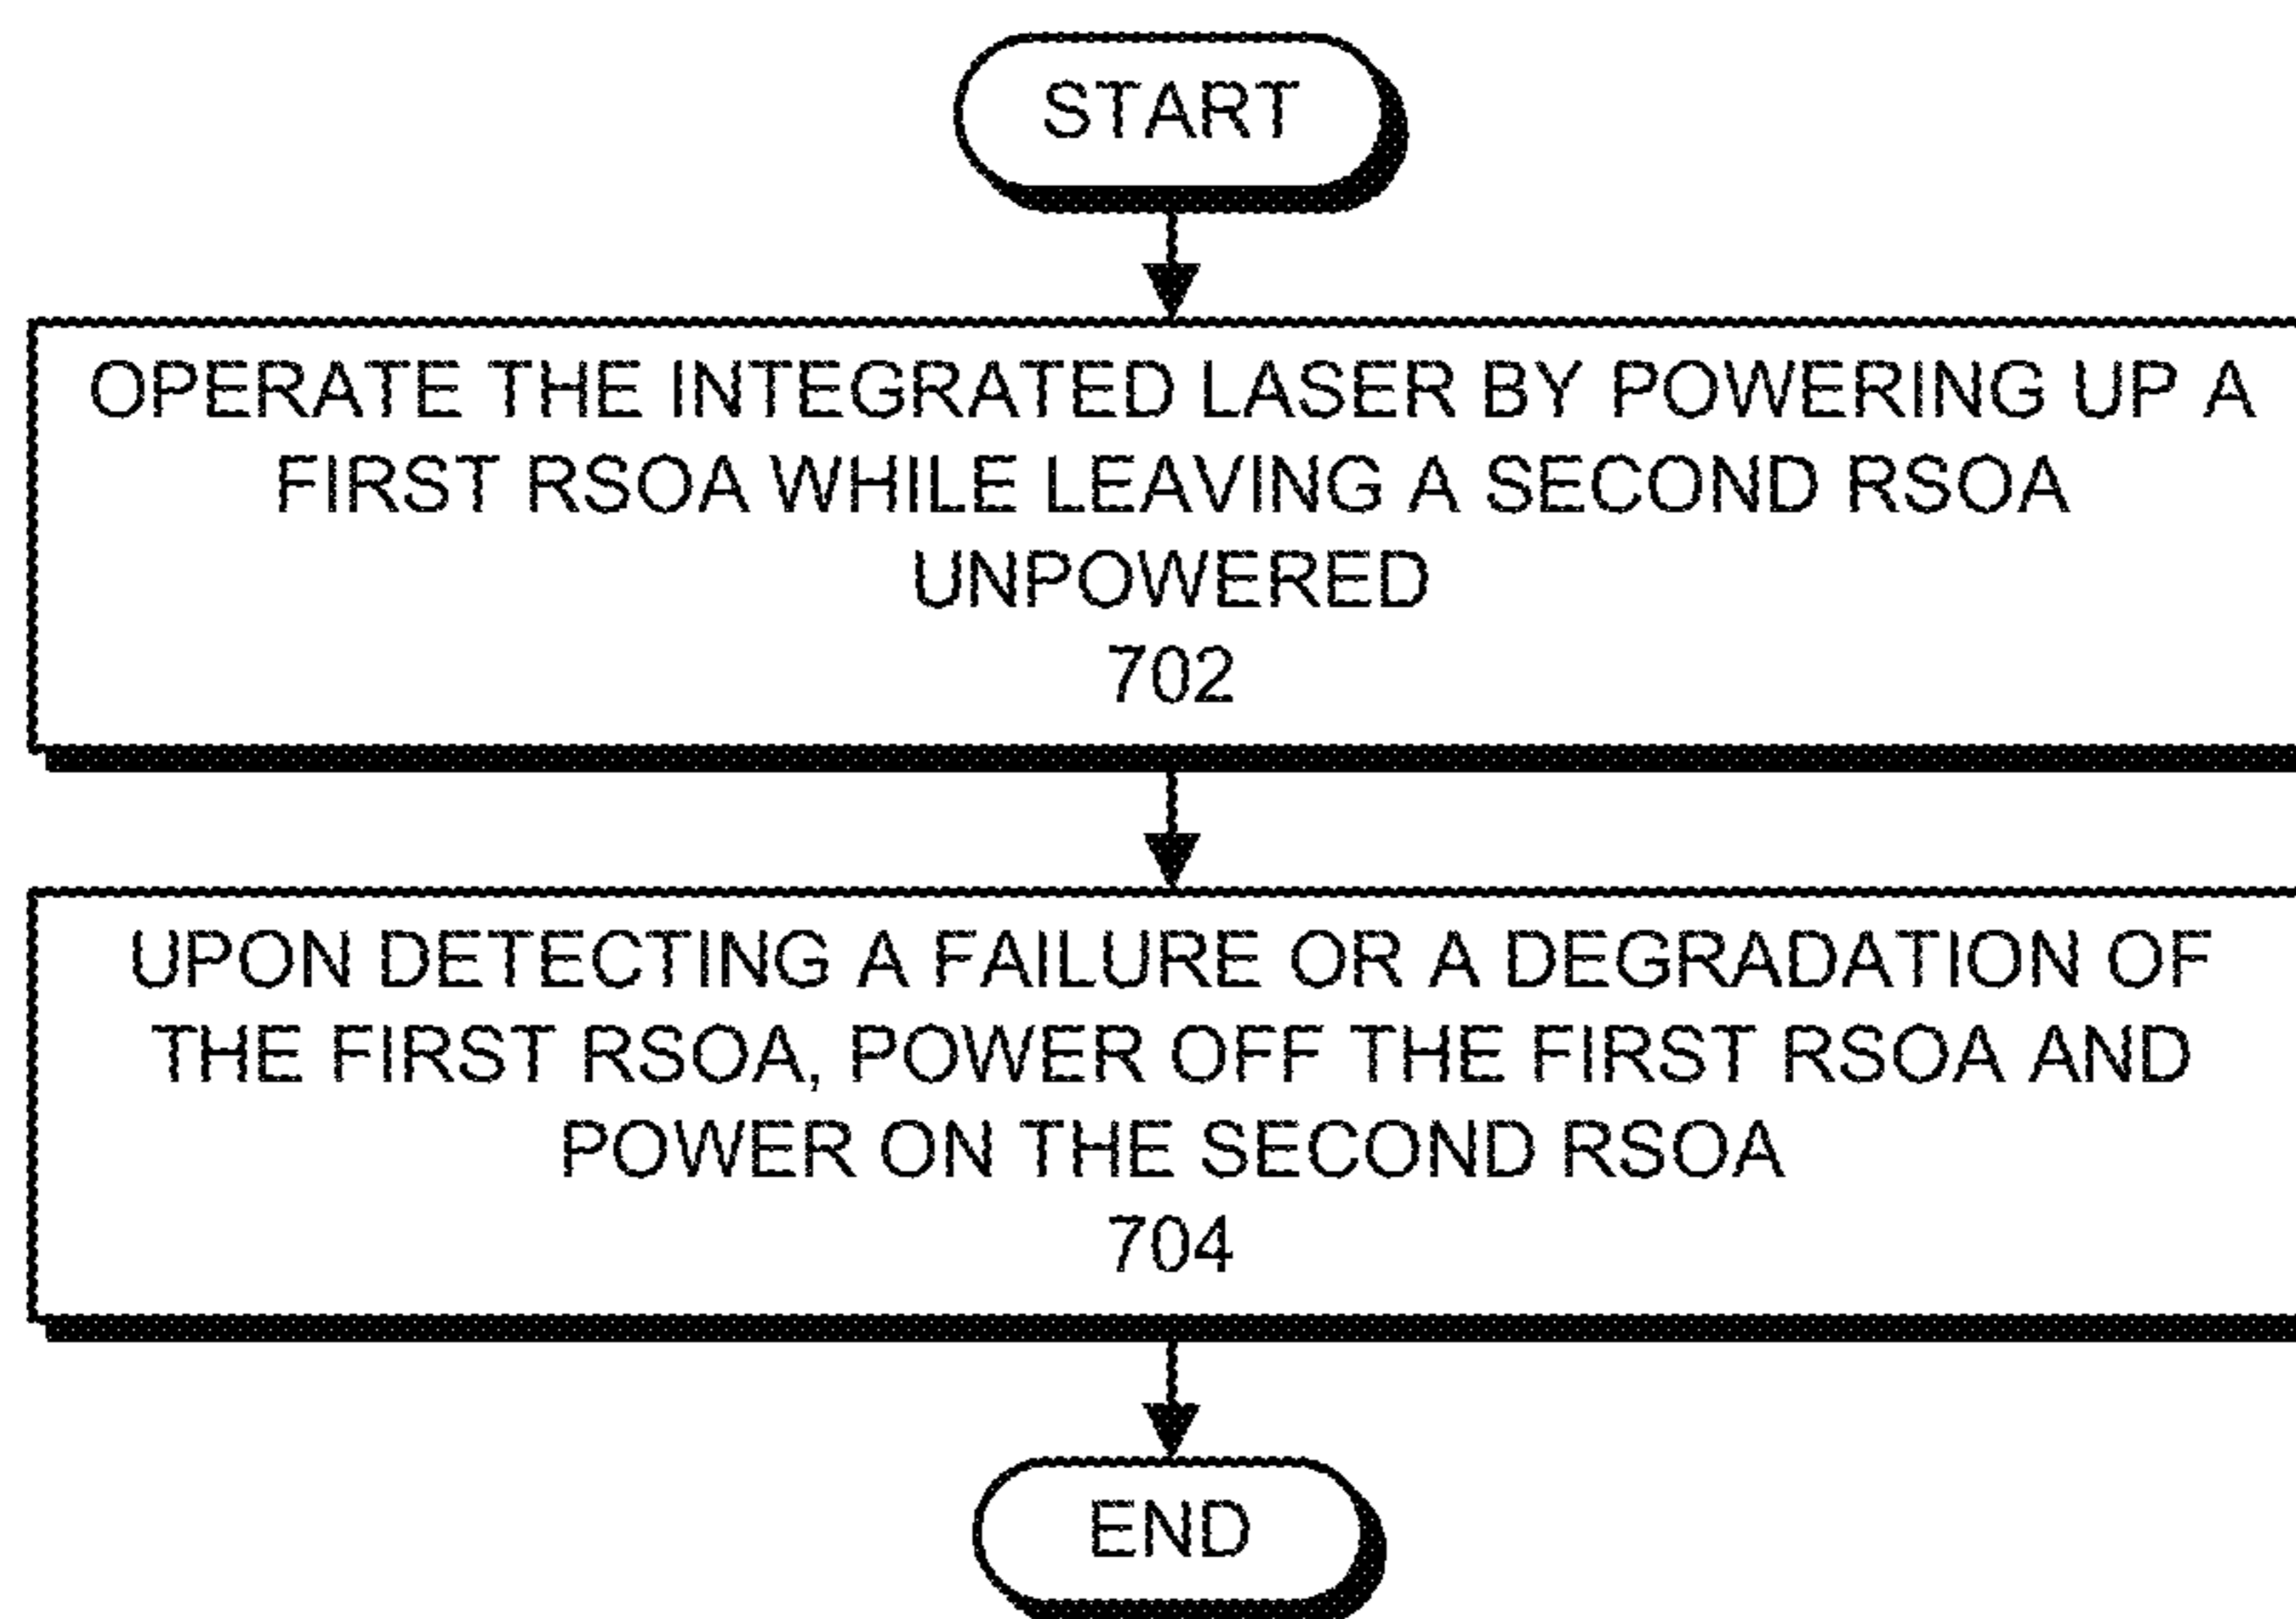 START
OPERATE THE INTEGRATED LASER BY POWERING UP A
FIRST RSOA WHILE LEAVING A SECOND RSOA
UNPOWERED
702
UPON DETECTING A FAILURE OR A DEGRADATION OF
THE FIRST RSOA, POWER OFF THE FIRST RSOA AND
POWER ON THE SECOND RSOA
704
END